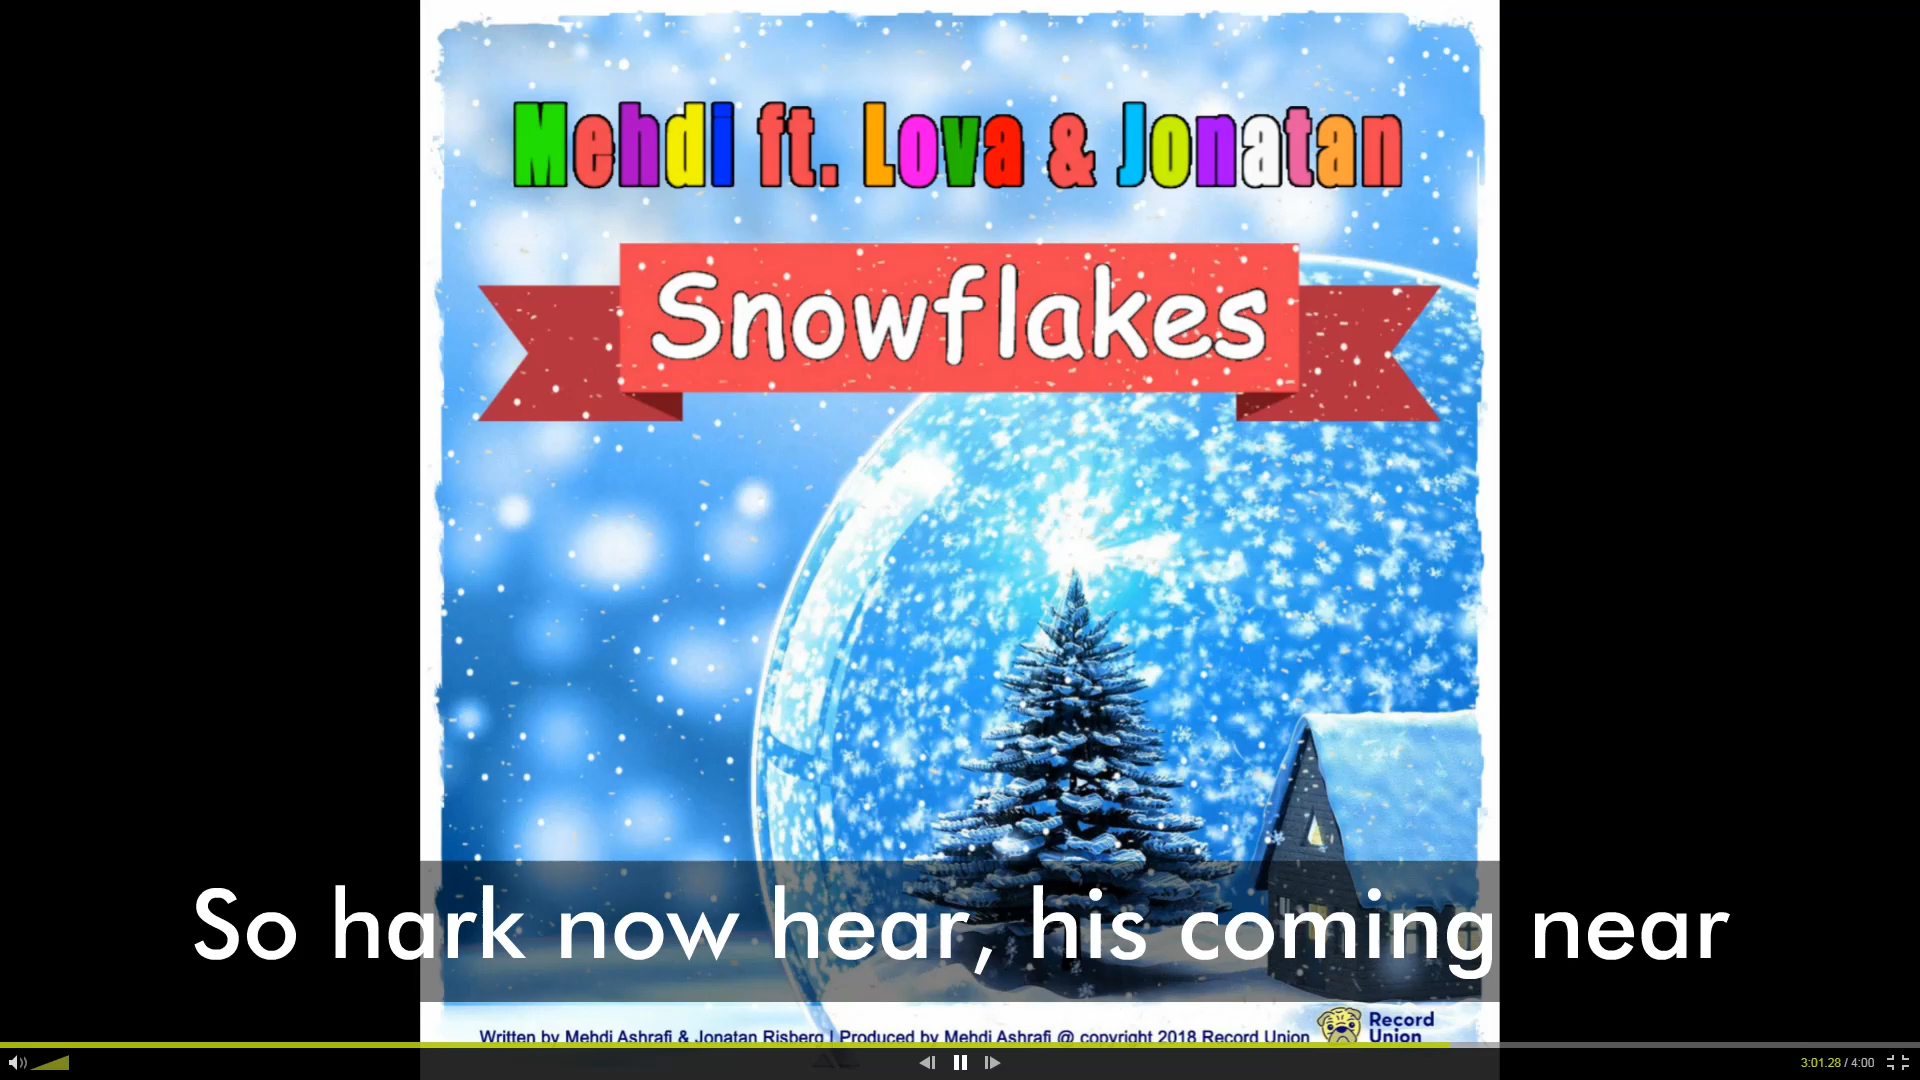 Mehdi ft. Lova & Jonatan
Snowflakes
So hark now hear, his coming near
Written by Mehdi Ashrafi & Jonatan Risberg | Produced by Mehdi Ashrafi @ copyright 2018 Record Union
Record
Union
3:01.28 / 4:00